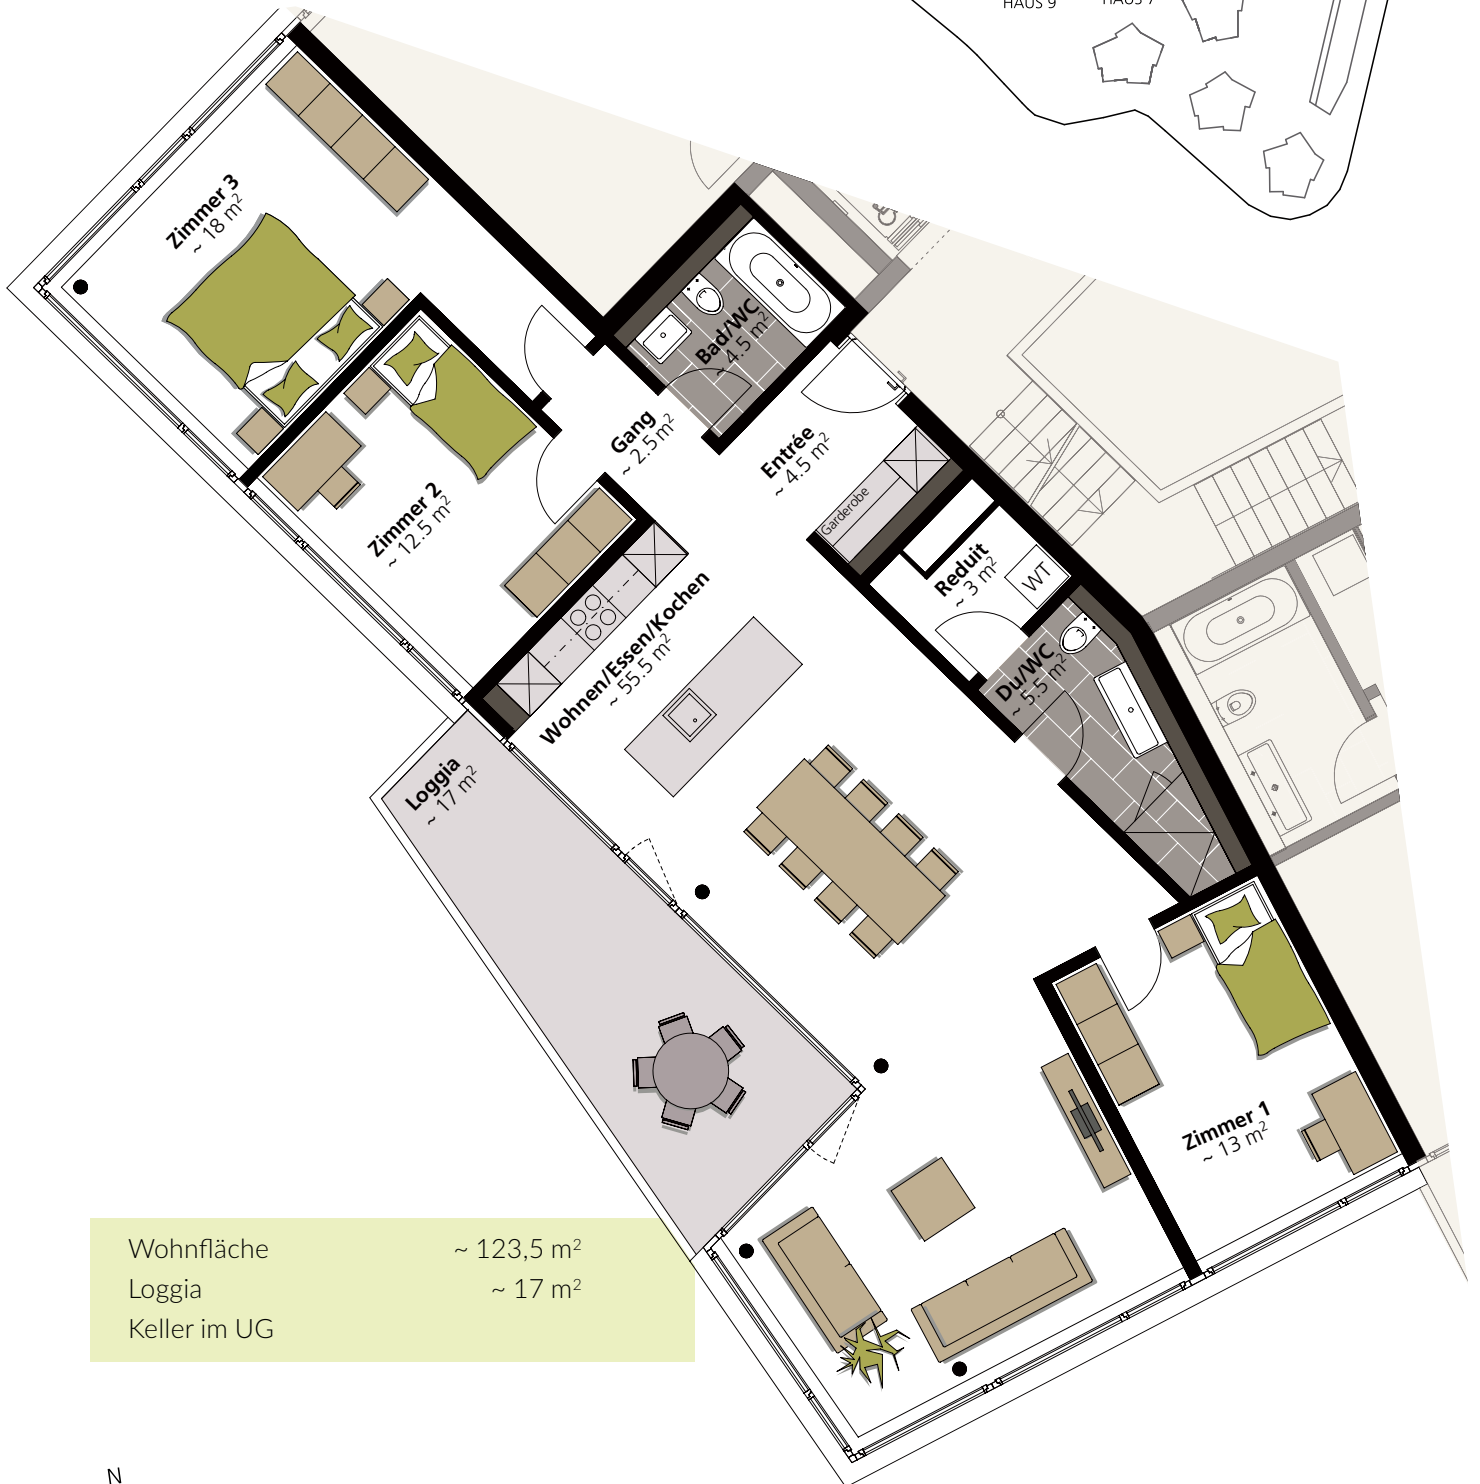 HAUS 9
HAUS 7
Zimmer 3
~ 18 m²
Bad/WC
~ 4.5 m²
Gang
~ 2.5 m²
Entrée
~ 4.5 m²
Zimmer 2
~ 12.5 m²
Garderobe
Reduit
~ 3 m²
WT
Wohnen/Essen/Kochen
~ 55.5 m²
Du/WC
~ 5.5 m²
Loggia
~ 17 m²
Zimmer 1
~ 13 m²
Wohnfläche ~ 123,5 m²
Loggia ~ 17 m²
Keller im UG
N